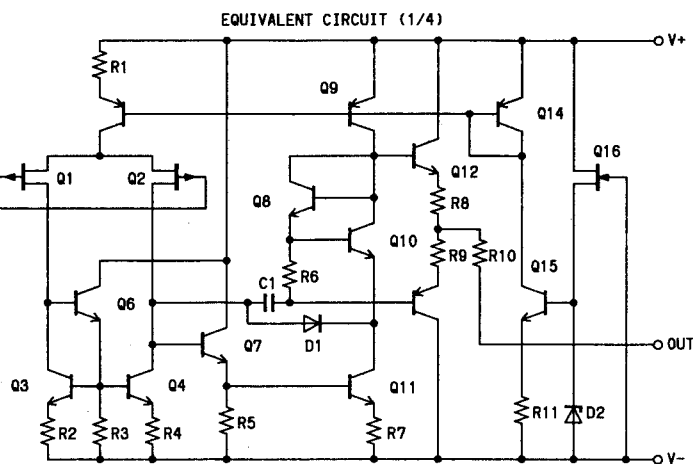 EQUIVALENT CIRCUIT (1/4)
V+
R1
Q9
Q14
Q16
Q12
Q1
Q2
Q8
R8
Q10
R9
R10
Q15
R6
C1
Q6
D1
Q7
OUT
Q3
Q4
Q11
R2
R3
R4
R5
R7
R11
D2
V-